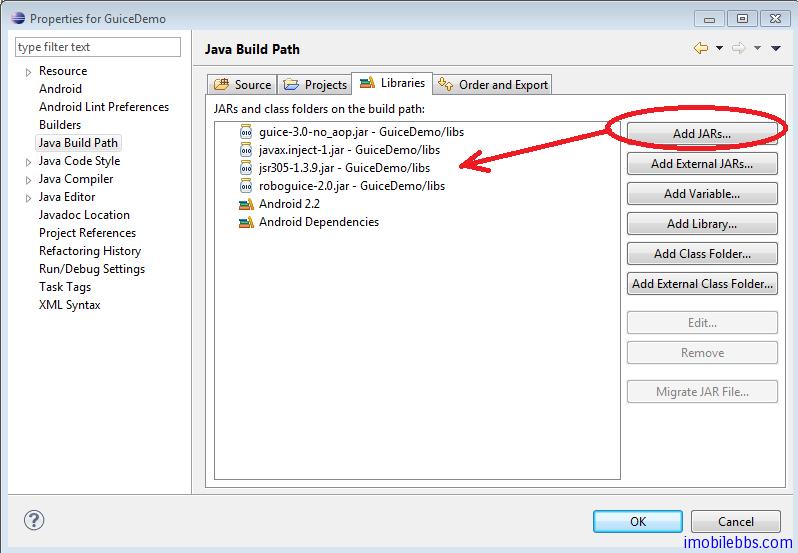 Properties for GuiceDemo
type filter text
Resource
Android
Android Lint Preferences
Builders
Java Build Path
Java Code Style
Java Compiler
Java Editor
Javadoc Location
Project References
Refactoring History
Run/Debug Settings
Task Tags
XML Syntax
Java Build Path
Source
Projects
Libraries
Order and Export
JARs and class folders on the build path:
guice-3.0-no_aop.jar - GuiceDemo/libs
javax.inject-1.jar - GuiceDemo/libs
jsr305-1.3.9.jar - GuiceDemo/libs
roboguice-2.0.jar - GuiceDemo/libs
Android 2.2
Android Dependencies
Add JARs...
Add External JARs...
Add Variable...
Add Library...
Add Class Folder...
Add External Class Folder...
Edit...
Remove
Migrate JAR File...
OK
Cancel
imobilebbs.com